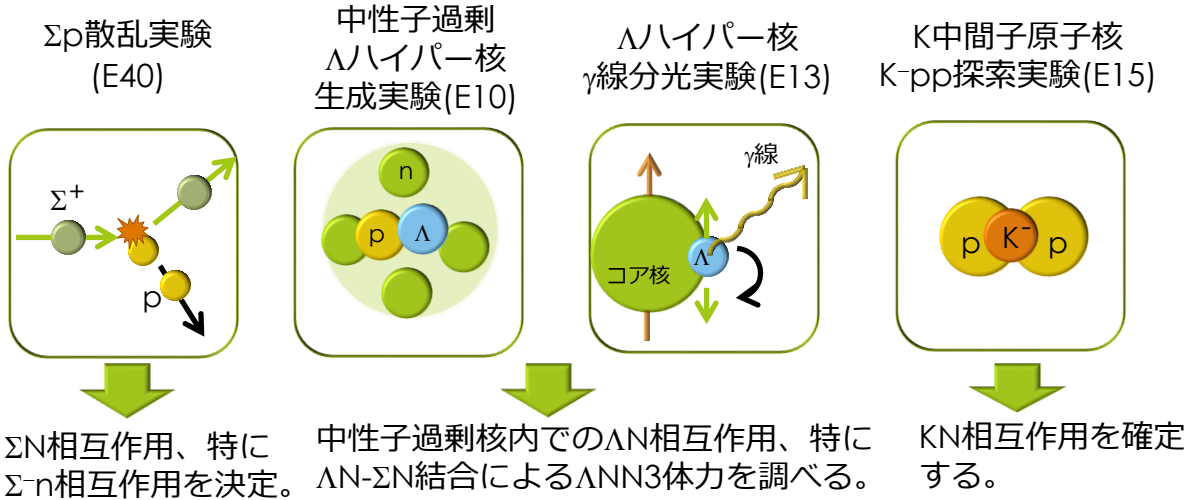 Σp散乱実験
(E40)
中性子過剰
Λハイパー核
生成実験(E10)
Λハイパー核
γ線分光実験(E13)
K中間子原子核
K⁻pp探索実験(E15)
Σ⁺
p
n
p
Λ
γ線
Λ
コア核
p
K⁻
p
ΣN相互作用、特に
Σ⁻n相互作用を決定。
中性子過剰核内でのΛN相互作用、特に
ΛN-ΣN結合によるΛNN3体力を調べる。
KN相互作用を確定
する。